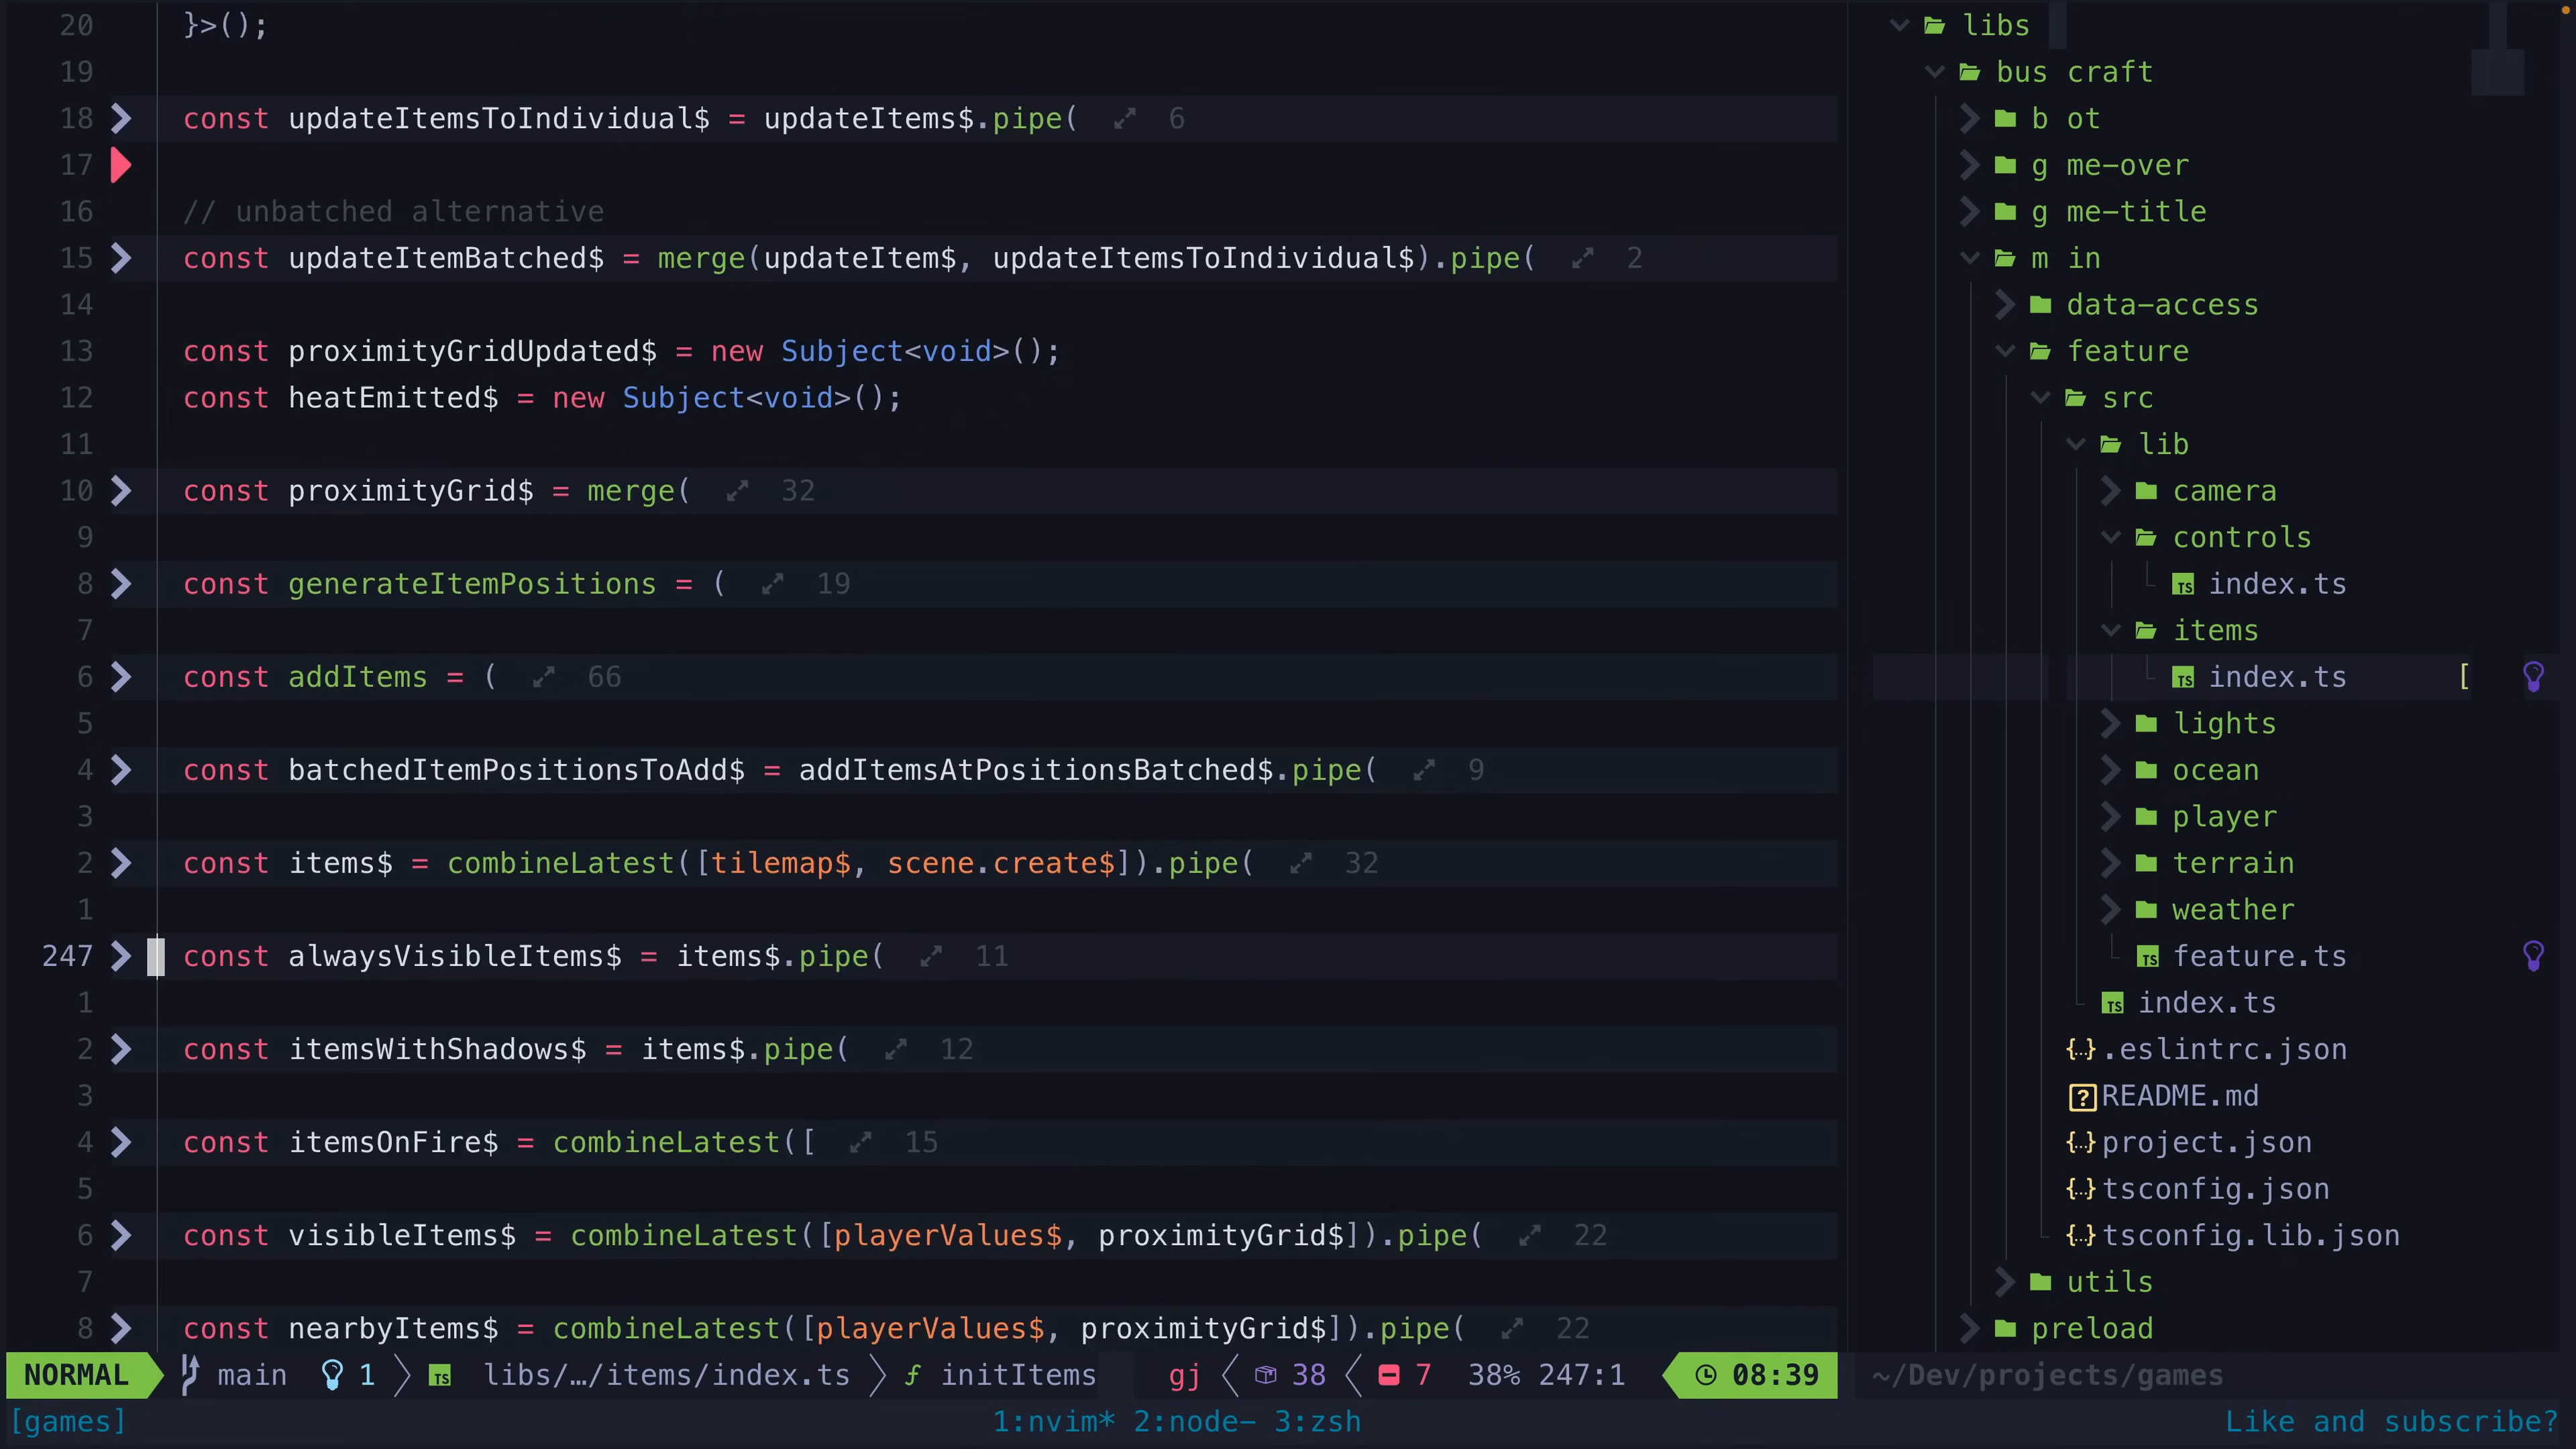 20 }>();
19
18 const updateItemsToIndividual$ = updateItems$.pipe( 6
17
16 // unbatched alternative
15 const updateItemBatched$ = merge(updateItem$, updateItemsToIndividual$).pipe( 2
14
13 const proximityGridUpdated$ = new Subject<void>();
12 const heatEmitted$ = new Subject<void>();
11
10 const proximityGrid$ = merge( 32
9
8 const generateItemPositions = ( 19
7
6 const addItems = ( 66
5
4 const batchedItemPositionsToAdd$ = addItemsAtPositionsBatched$.pipe( 9
3
2 const items$ = combineLatest([tilemap$, scene.create$]).pipe( 32
1
247 const alwaysVisibleItems$ = items$.pipe( 11
1
2 const itemsWithShadows$ = items$.pipe( 12
3
4 const itemsOnFire$ = combineLatest([ 15
5
6 const visibleItems$ = combineLatest([playerValues$, proximityGrid$]).pipe( 22
7
8 const nearbyItems$ = combineLatest([playerValues$, proximityGrid$]).pipe( 22
libs
bus craft
b ot
g me-over
g me-title
m in
data-access
feature
src
lib
camera
controls
TS index.ts
items
TS index.ts [
lights
ocean
player
terrain
weather
TS feature.ts
TS index.ts
{..} .eslintrc.json
? README.md
{..} project.json
{..} tsconfig.json
{..} tsconfig.lib.json
utils
preload
NORMAL main 1 TS libs/…/items/index.ts f initItems gj 38 7 38% 247:1 08:39 ~/Dev/projects/games
[games] 1:nvim* 2:node- 3:zsh Like and subscribe?